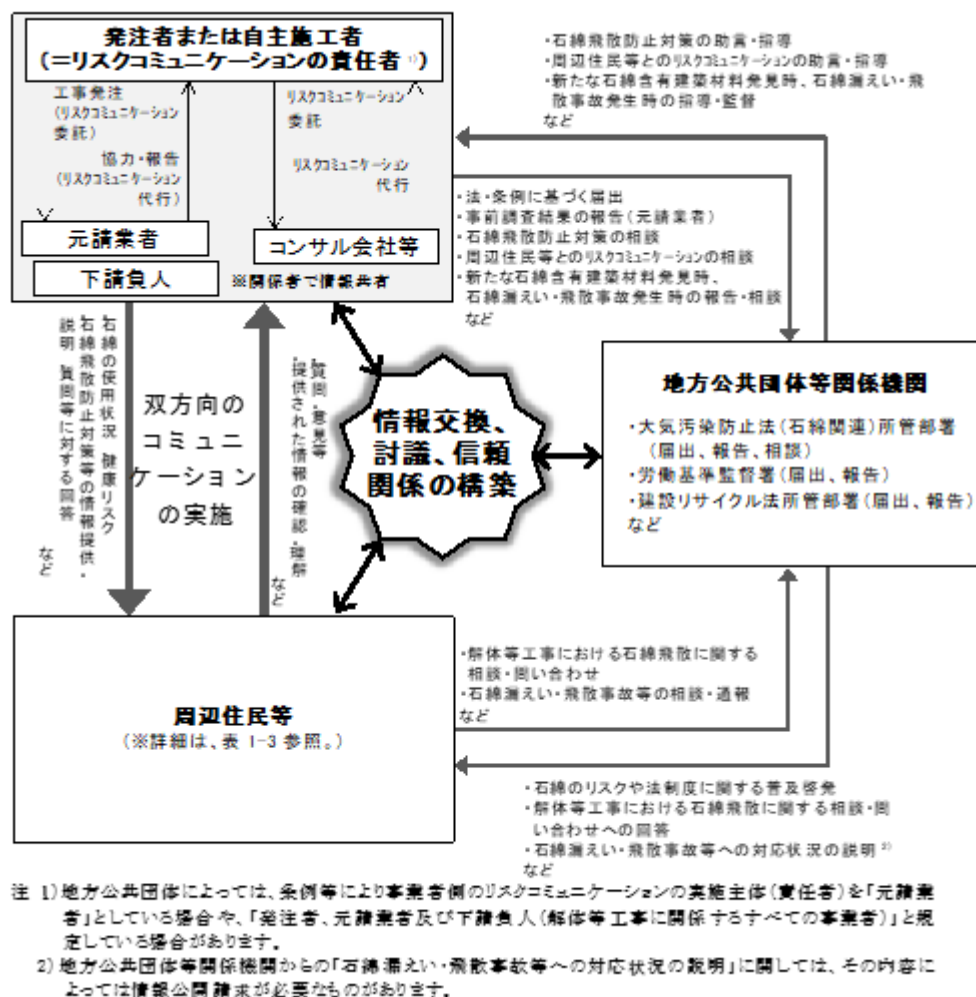 発注者または自主施工者
(=リスクコミュニケーションの責任者 1))
工事発注
(リスクコミュニケーション
委託)
協力・報告
(リスクコミュニケーション
代行)
リスクコミュニケーション
委託
リスクコミュニケーション
代行
元請業者
下請負人
コンサル会社等
※関係者で情報共有
・石綿飛散防止対策の助言・指導
・周辺住民等とのリスクコミュニケーションの助言・指導
・新たな石綿含有建築材料発見時、石綿漏えい・飛
散事故発生時の指導・監督
など
・法・条例に基づく届出
・事前調査結果の報告(元請業者)
・石綿飛散防止対策の相談
・周辺住民等とのリスクコミュニケーションの相談
・新たな石綿含有建築材料発見時、
石綿漏えい・飛散事故発生時の報告・相談
など
・石綿の使用状況、健康リスク
・石綿飛散防止対策等の情報提供・
説明、質問等に対する回答
など
双方向の
コミュニ
ケーション
の実施
・質問、意見等
・提供された情報の確認、理解
など
情報交換、
討議、信頼
関係の構築
地方公共団体等関係機関
・大気汚染防止法(石綿関連)所管部署
(届出、報告、相談)
・労働基準監督署(届出、報告)
・建設リサイクル法所管部署(届出、報告)
など
周辺住民等
(※詳細は、表 1-3 参照。)
・解体等工事における石綿飛散に関する
相談・問い合わせ
・石綿漏えい・飛散事故等の相談・通報
など
・石綿のリスクや法制度に関する普及啓発
・解体等工事における石綿飛散に関する相談・問
い合わせへの回答
・石綿漏えい・飛散事故等への対応状況の説明 2)
など
注 1)地方公共団体によっては、条例等により事業者側のリスクコミュニケーションの実施主体(責任者)を「元請業
者」としている場合や、「発注者、元請業者及び下請負人(解体等工事に関係するすべての事業者)」と規
定している場合があります。
2)地方公共団体等関係機関からの「石綿漏えい・飛散事故等への対応状況の説明」に関しては、その内容に
よっては情報公開請求が必要なものがあります。